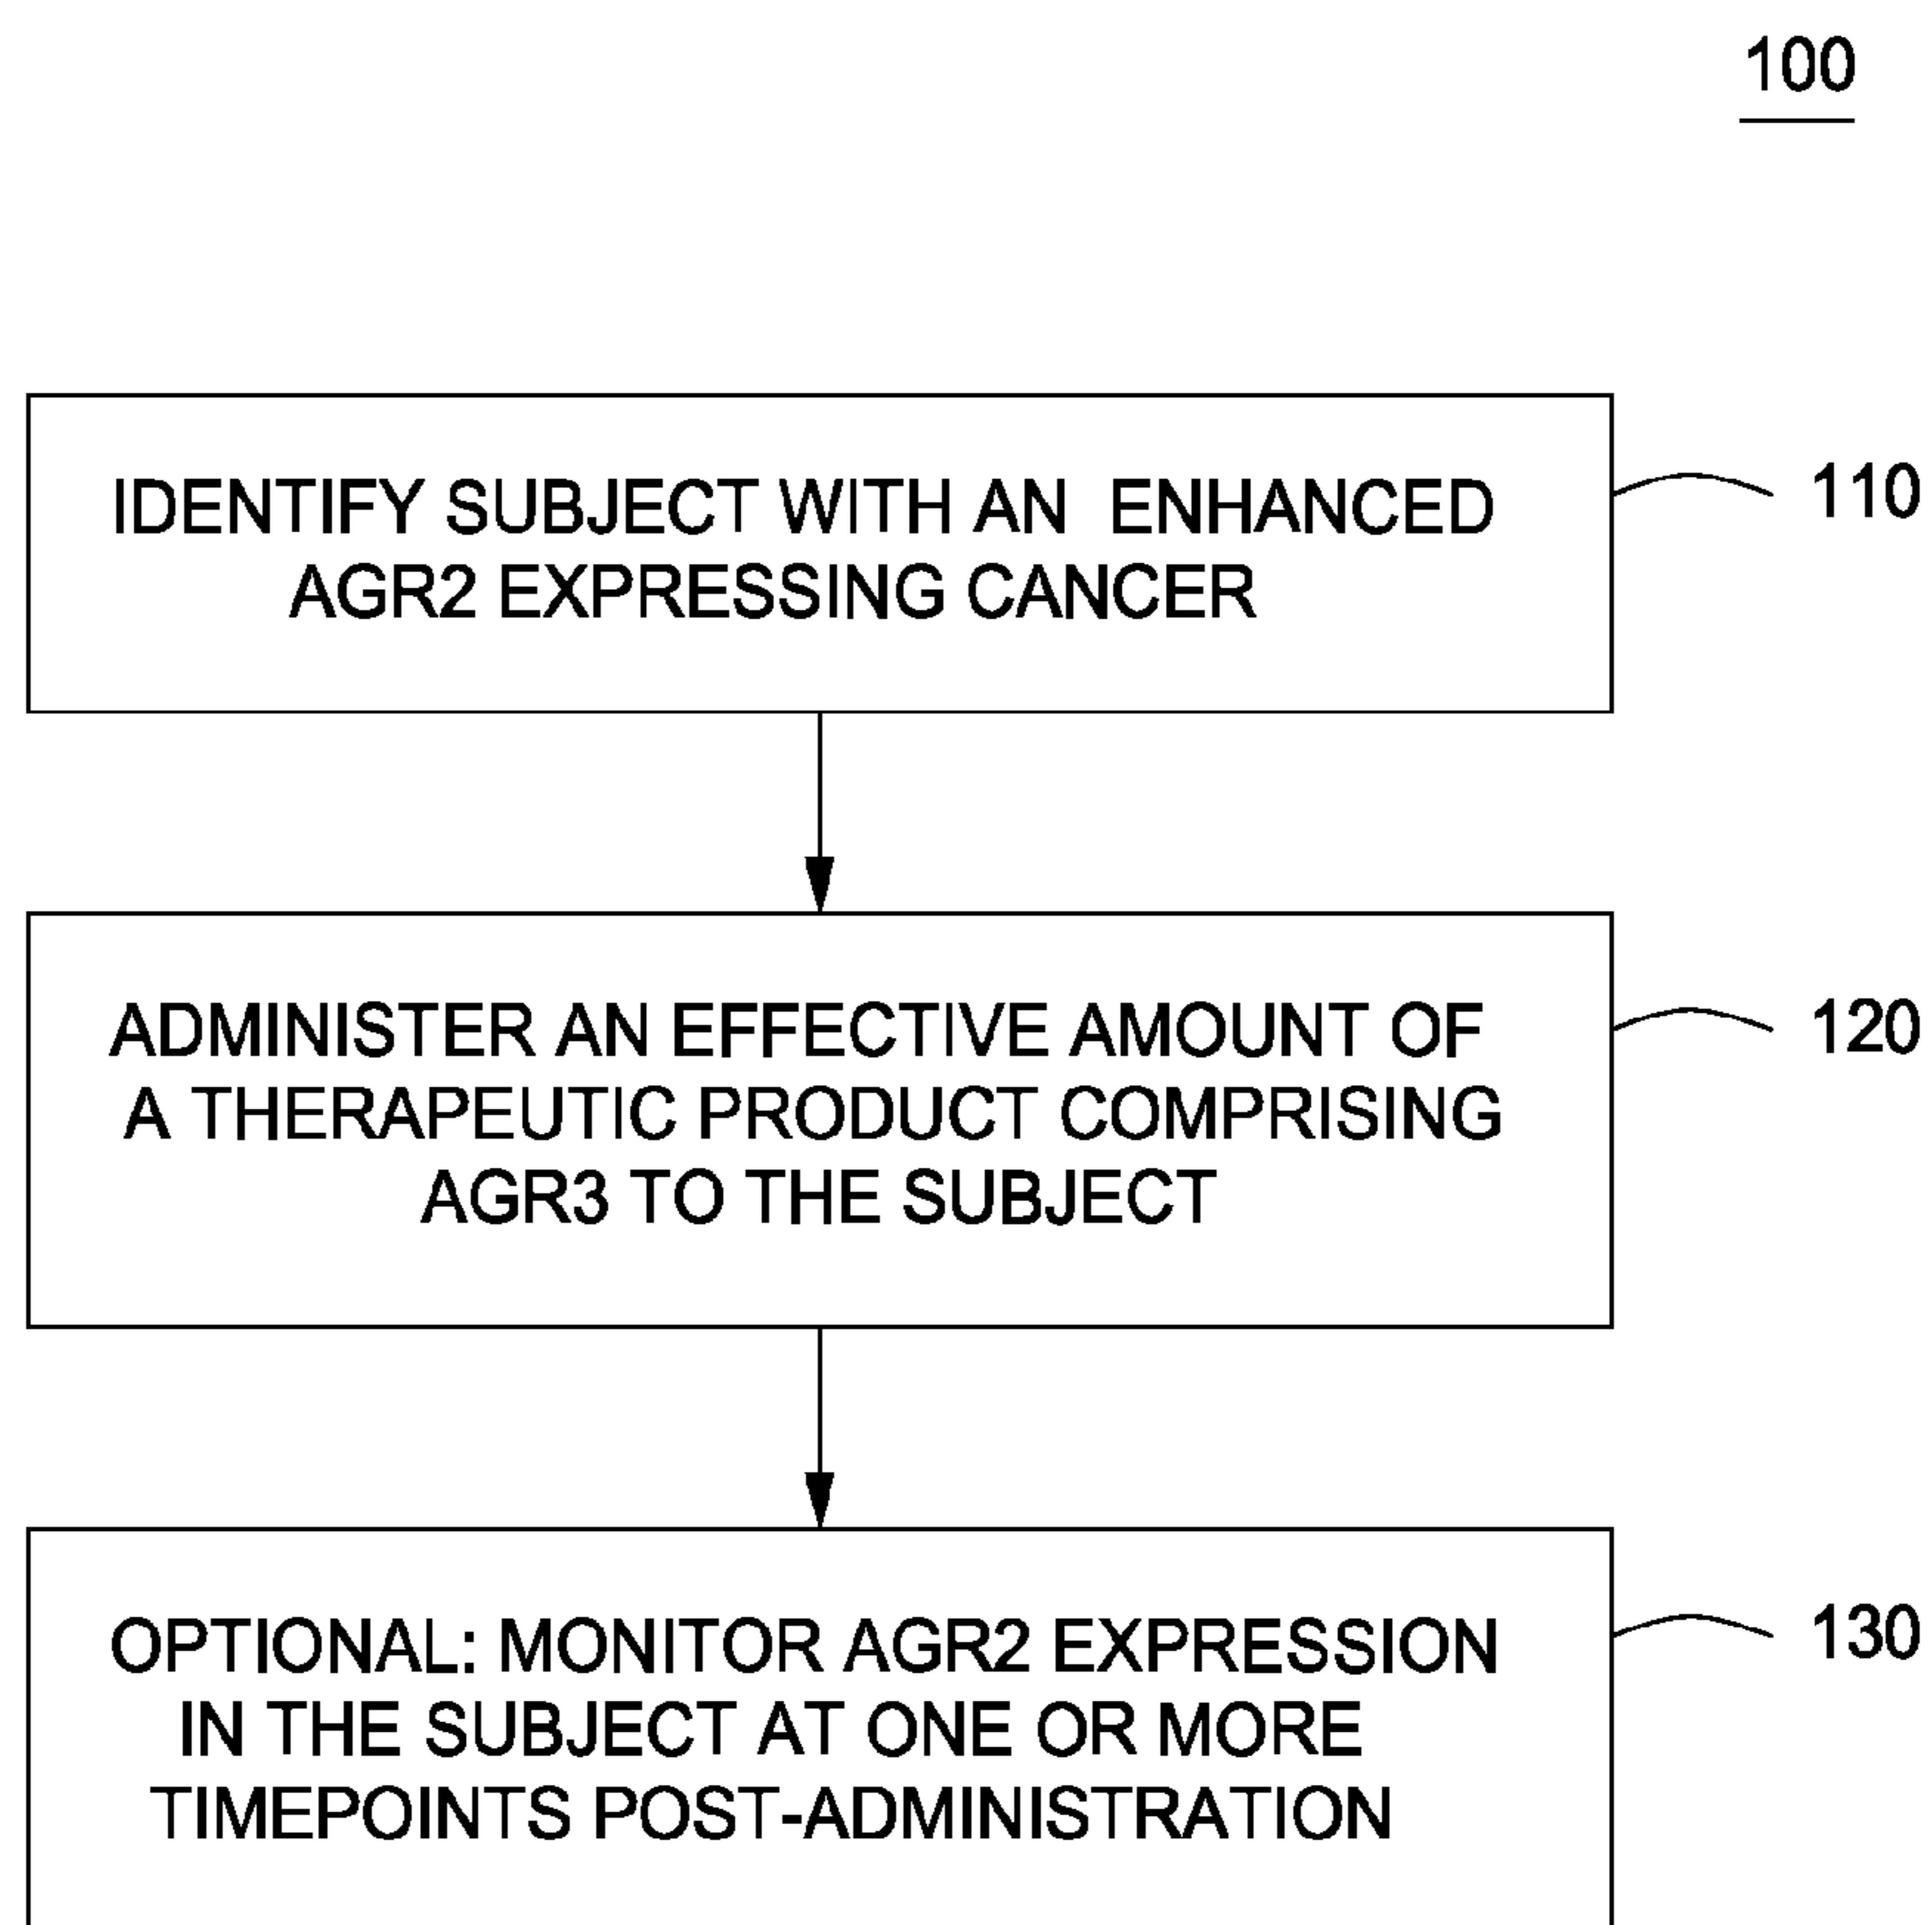 100
IDENTIFY SUBJECT WITH AN ENHANCED
AGR2 EXPRESSING CANCER
110
ADMINISTER AN EFFECTIVE AMOUNT OF
A THERAPEUTIC PRODUCT COMPRISING
AGR3 TO THE SUBJECT
120
OPTIONAL: MONITOR AGR2 EXPRESSION
IN THE SUBJECT AT ONE OR MORE
TIMEPOINTS POST-ADMINISTRATION
130